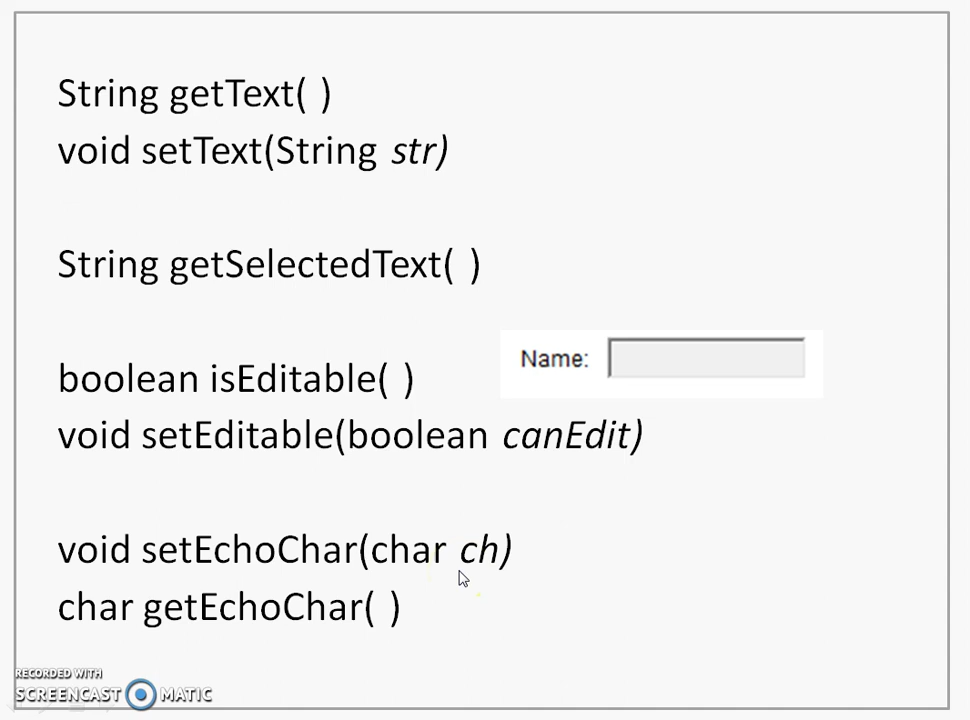 String getText( )
void setText(String str)
String getSelectedText( )
Name:
boolean isEditable( )
void setEditable(boolean canEdit)
void setEchoChar(char ch)
char getEchoChar( )
RECORDED WITH
SCREENCAST MATIC